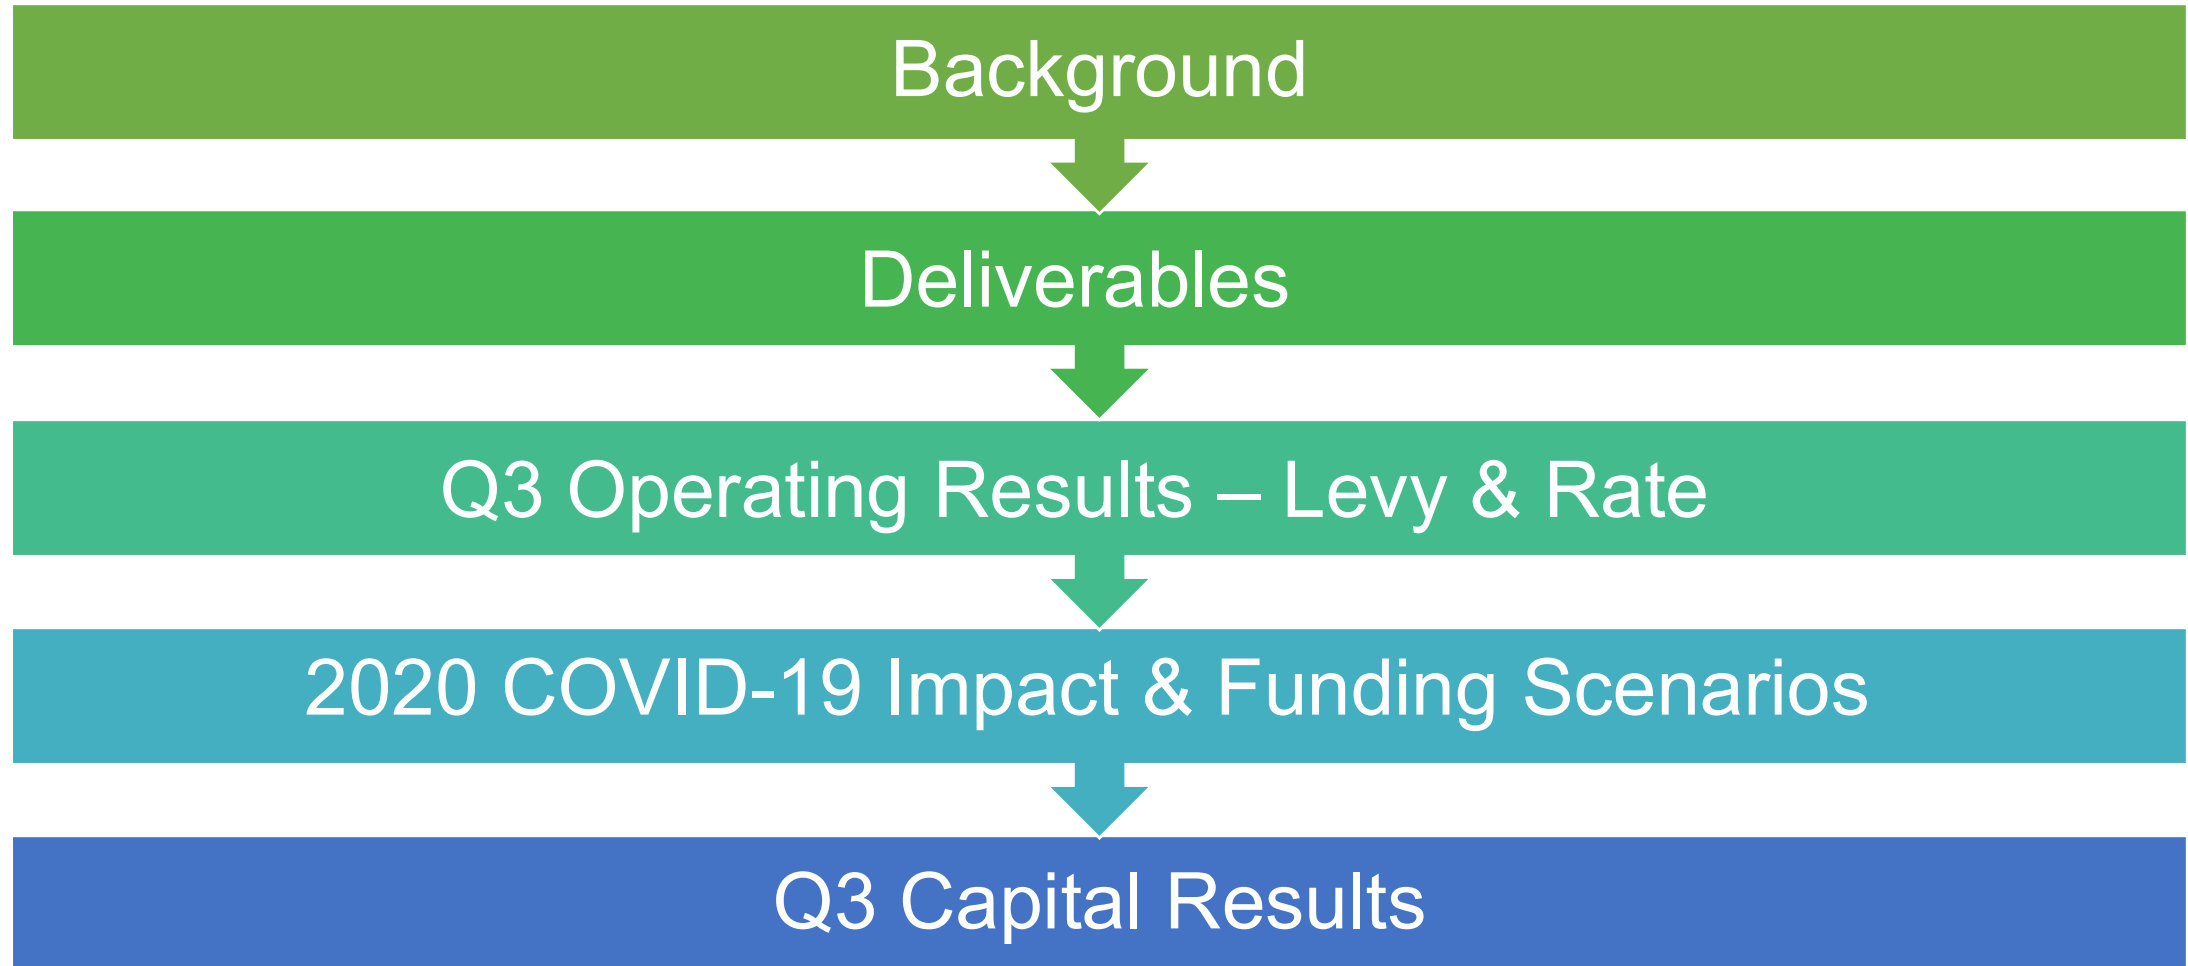 Background
Deliverables
Q3 Operating Results – Levy & Rate
2020 COVID-19 Impact & Funding Scenarios
Q3 Capital Results